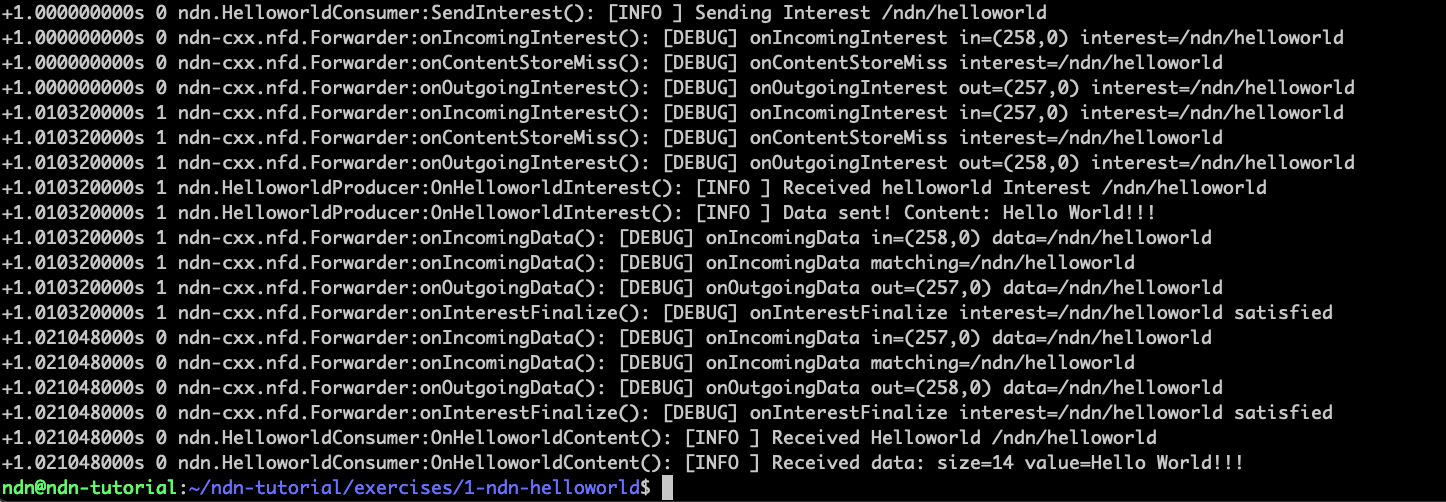 +1.000000000s 0 ndn.HelloworldConsumer:SendInterest(): [INFO ] Sending Interest /ndn/helloworld
+1.000000000s 0 ndn-cxx.nfd.Forwarder:onIncomingInterest(): [DEBUG] onIncomingInterest in=(258,0) interest=/ndn/helloworld
+1.000000000s 0 ndn-cxx.nfd.Forwarder:onContentStoreMiss(): [DEBUG] onContentStoreMiss interest=/ndn/helloworld
+1.000000000s 0 ndn-cxx.nfd.Forwarder:onOutgoingInterest(): [DEBUG] onOutgoingInterest out=(257,0) interest=/ndn/helloworld
+1.010320000s 1 ndn-cxx.nfd.Forwarder:onIncomingInterest(): [DEBUG] onIncomingInterest in=(257,0) interest=/ndn/helloworld
+1.010320000s 1 ndn-cxx.nfd.Forwarder:onContentStoreMiss(): [DEBUG] onContentStoreMiss interest=/ndn/helloworld
+1.010320000s 1 ndn-cxx.nfd.Forwarder:onOutgoingInterest(): [DEBUG] onOutgoingInterest out=(258,0) interest=/ndn/helloworld
+1.010320000s 1 ndn.HelloworldProducer:OnHelloworldInterest(): [INFO ] Received helloworld Interest /ndn/helloworld
+1.010320000s 1 ndn.HelloworldProducer:OnHelloworldInterest(): [INFO ] Data sent! Content: Hello World!!!
+1.010320000s 1 ndn-cxx.nfd.Forwarder:onIncomingData(): [DEBUG] onIncomingData in=(258,0) data=/ndn/helloworld
+1.010320000s 1 ndn-cxx.nfd.Forwarder:onIncomingData(): [DEBUG] onIncomingData matching=/ndn/helloworld
+1.010320000s 1 ndn-cxx.nfd.Forwarder:onOutgoingData(): [DEBUG] onOutgoingData out=(257,0) data=/ndn/helloworld
+1.010320000s 1 ndn-cxx.nfd.Forwarder:onInterestFinalize(): [DEBUG] onInterestFinalize interest=/ndn/helloworld satisfied
+1.021048000s 0 ndn-cxx.nfd.Forwarder:onIncomingData(): [DEBUG] onIncomingData in=(257,0) data=/ndn/helloworld
+1.021048000s 0 ndn-cxx.nfd.Forwarder:onIncomingData(): [DEBUG] onIncomingData matching=/ndn/helloworld
+1.021048000s 0 ndn-cxx.nfd.Forwarder:onOutgoingData(): [DEBUG] onOutgoingData out=(258,0) data=/ndn/helloworld
+1.021048000s 0 ndn-cxx.nfd.Forwarder:onInterestFinalize(): [DEBUG] onInterestFinalize interest=/ndn/helloworld satisfied
+1.021048000s 0 ndn.HelloworldConsumer:OnHelloworldContent(): [INFO ] Received Helloworld /ndn/helloworld
+1.021048000s 0 ndn.HelloworldConsumer:OnHelloworldContent(): [INFO ] Received data: size=14 value=Hello World!!!
ndn@ndn-tutorial:~/ndn-tutorial/exercises/1-ndn-helloworld$